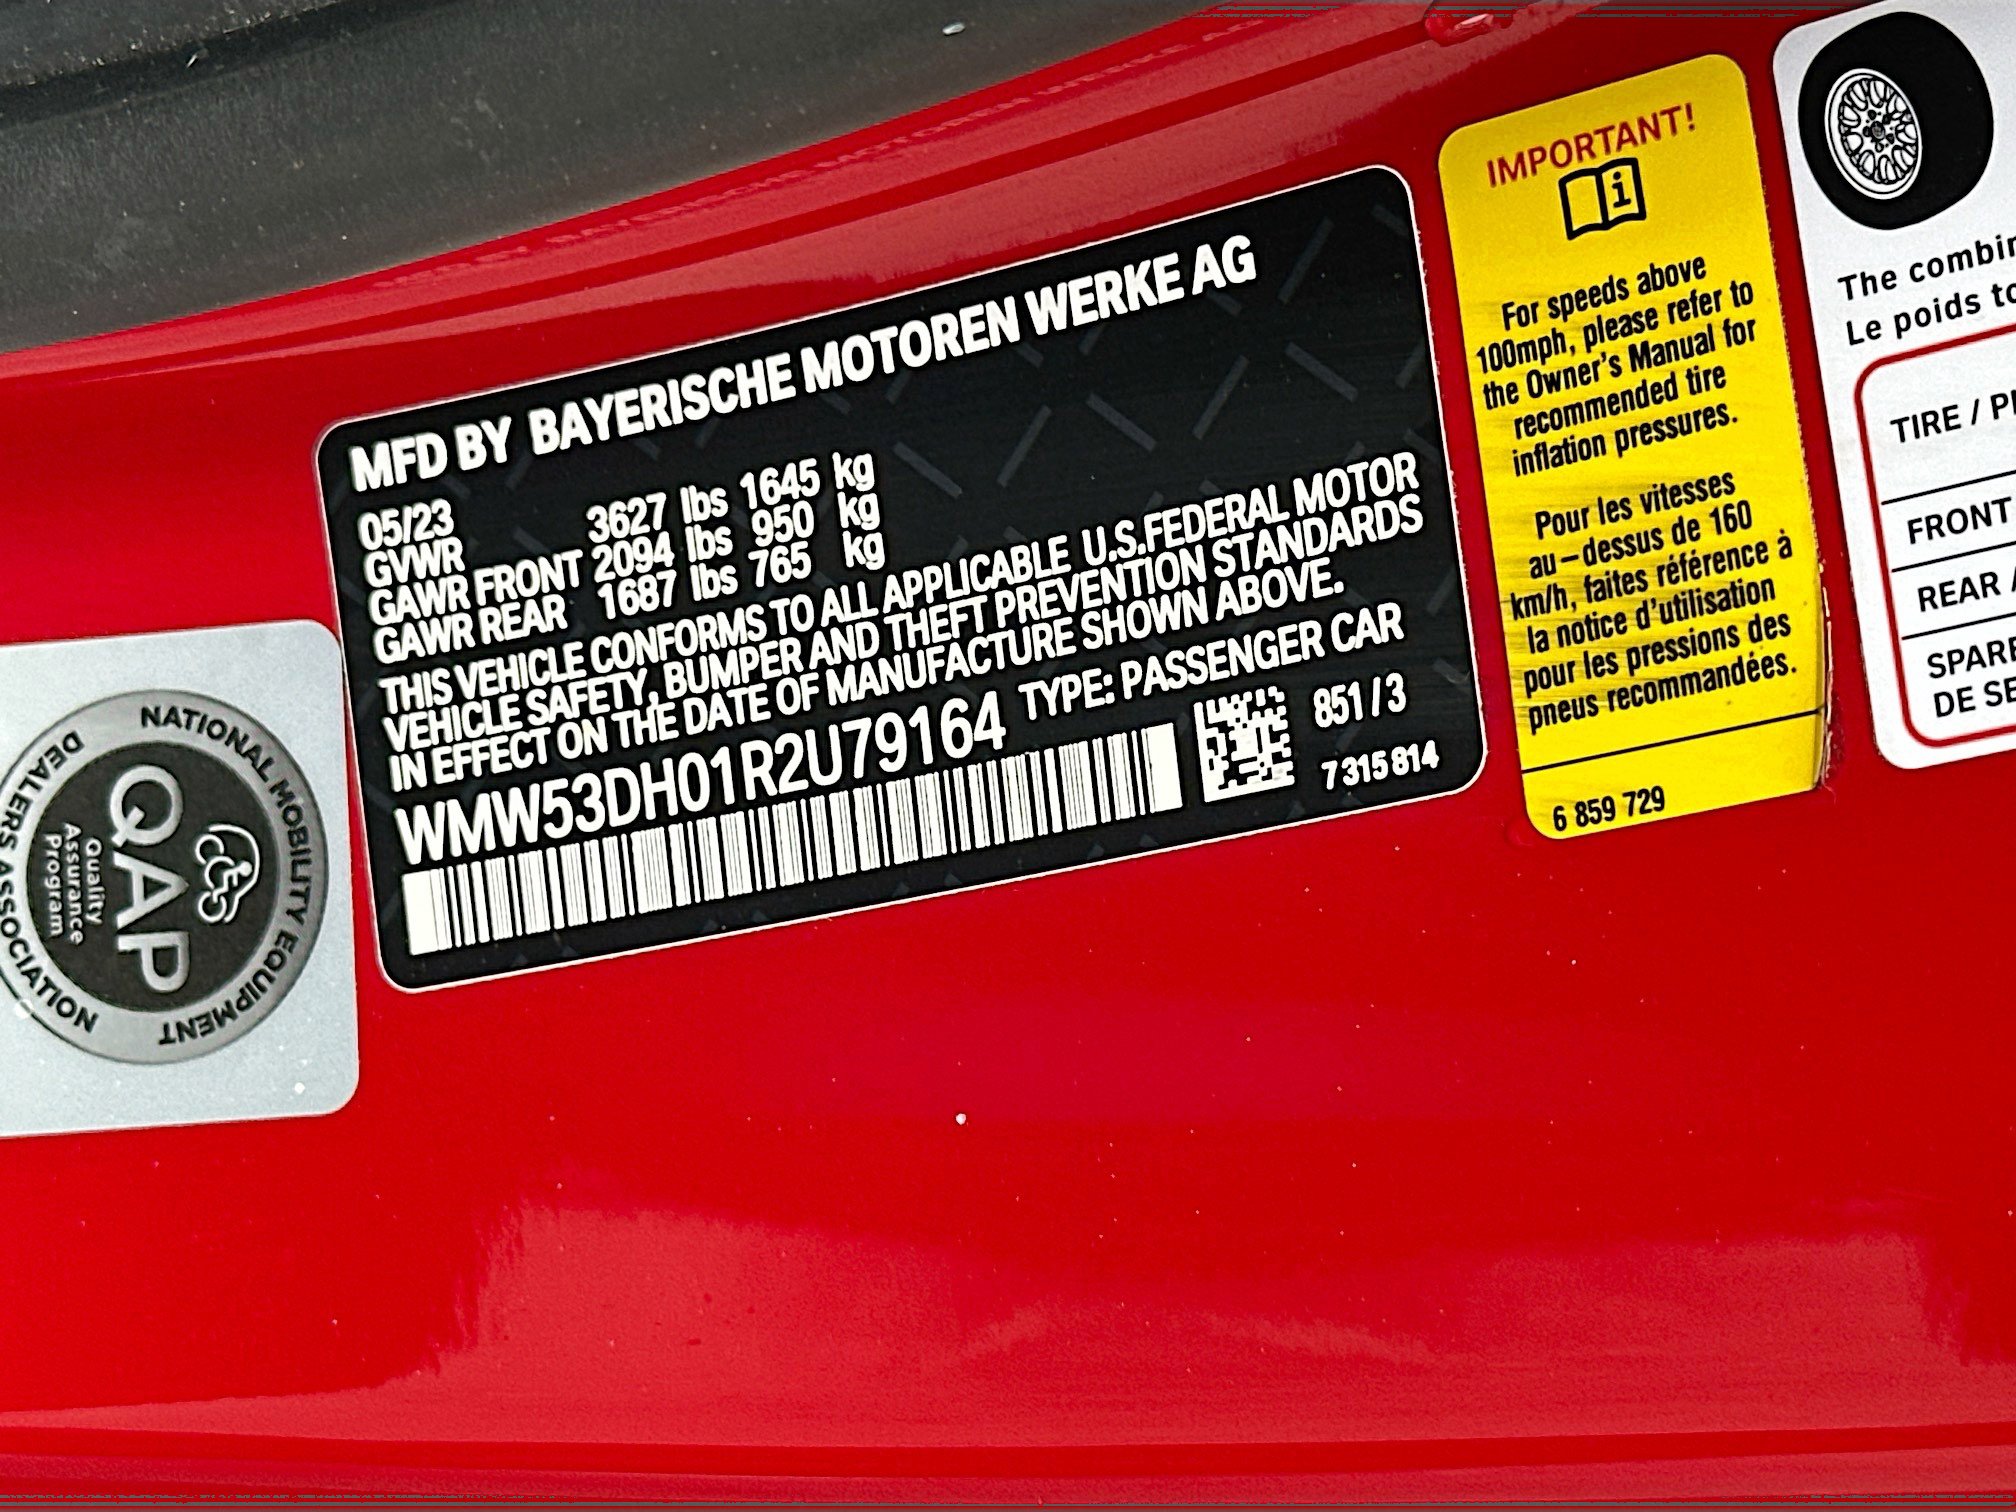 MFD BY BAYERISCHE MOTOREN WERKE AG
05/23
GVWR 3627 lbs 1645 kg
GAWR FRONT 2094 lbs 950 kg
GAWR REAR 1687 lbs 765 kg
THIS VEHICLE CONFORMS TO ALL APPLICABLE U.S.FEDERAL MOTOR
VEHICLE SAFETY, BUMPER AND THEFT PREVENTION STANDARDS
IN EFFECT ON THE DATE OF MANUFACTURE SHOWN ABOVE.
WMW53DH01R2U79164 TYPE: PASSENGER CAR
851/3
7 315 814
IMPORTANT!
i
For speeds above
100mph, please refer to
the Owner's Manual for
recommended tire
inflation pressures.
Pour les vitesses
au-dessus de 160
km/h, faites référence à
la notice d'utilisation
pour les pressions des
pneus recommandées.
6 859 729
The combin
Le poids to
TIRE / P
FRONT
REAR /
SPARE
DE SE
NATIONAL MOBILITY EQUIPMENT
DEALERS ASSOCIATION
QAP
Quality
Assurance
Program